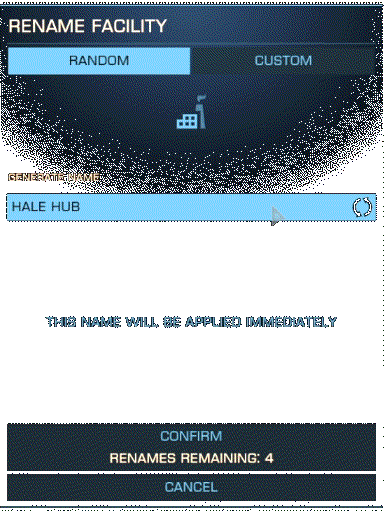 RENAME FACILITY
RANDOM
CUSTOM
GENERATE NAME
HALE HUB
THIS NAME WILL BE APPLIED IMMEDIATELY
CONFIRM
RENAMES REMAINING: 4
CANCEL